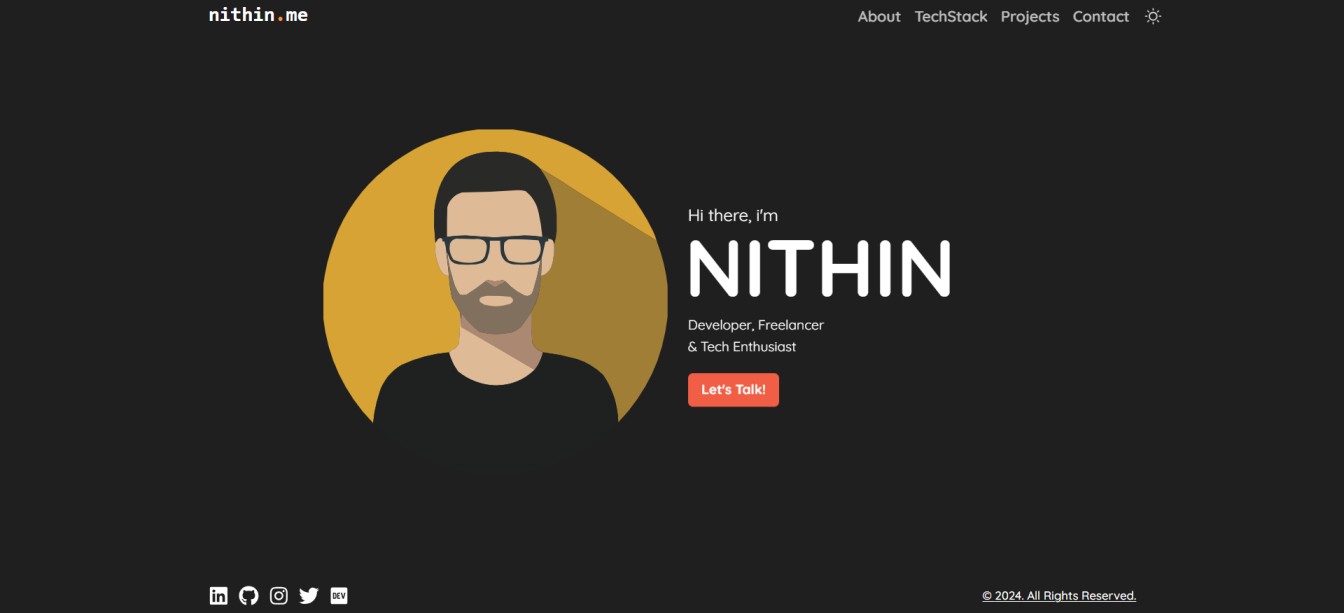 nithin.me
About TechStack Projects Contact
Hi there, i'm
NITHIN
Developer, Freelancer
& Tech Enthusiast
Let's Talk!
in DEV
© 2024. All Rights Reserved.